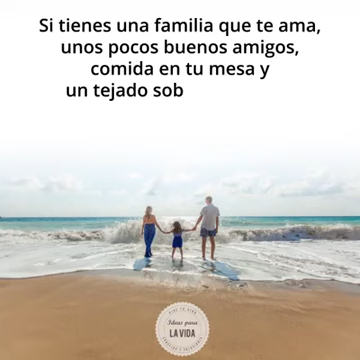 Si tienes una familia que te ama,
unos pocos buenos amigos,
comida en tu mesa y
un tejado sob
Ideas para
LA VIDA